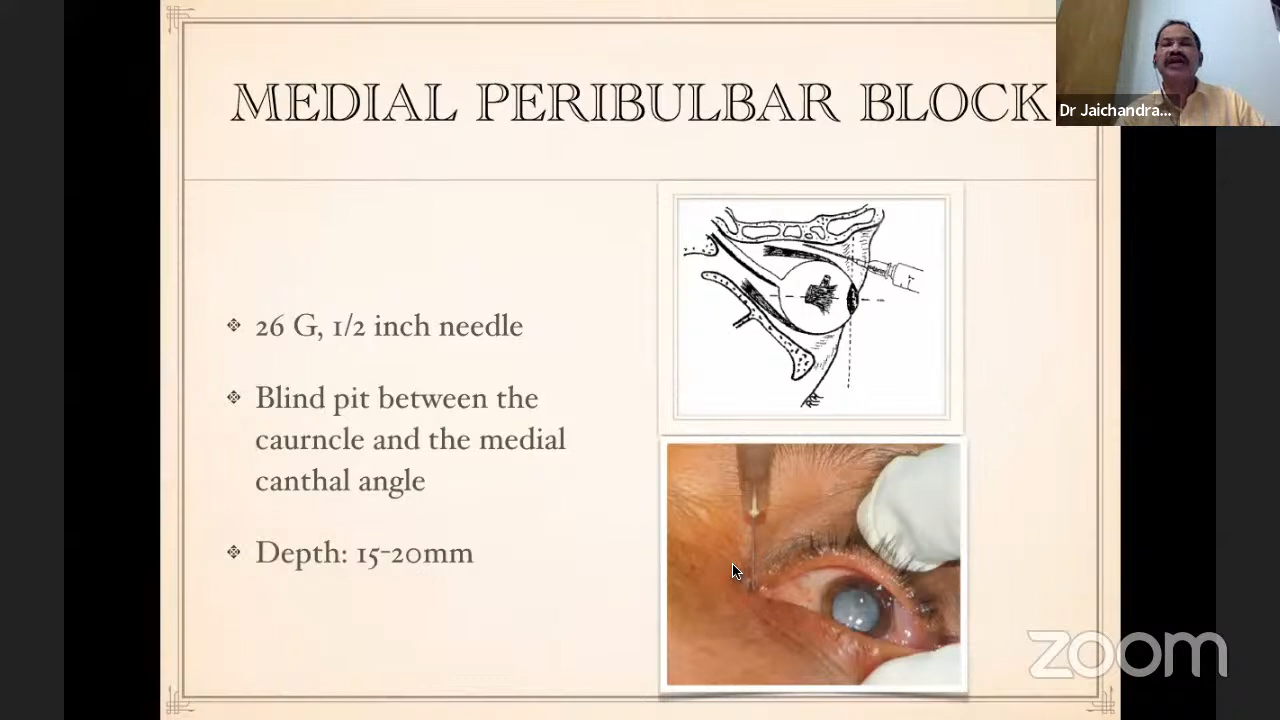 MEDIAL PERIBULBAR BLOCK
Dr Jaichandra...
26 G, 1/2 inch needle
Blind pit between the
caurncle and the medial
canthal angle
Depth: 15-20mm
zoom